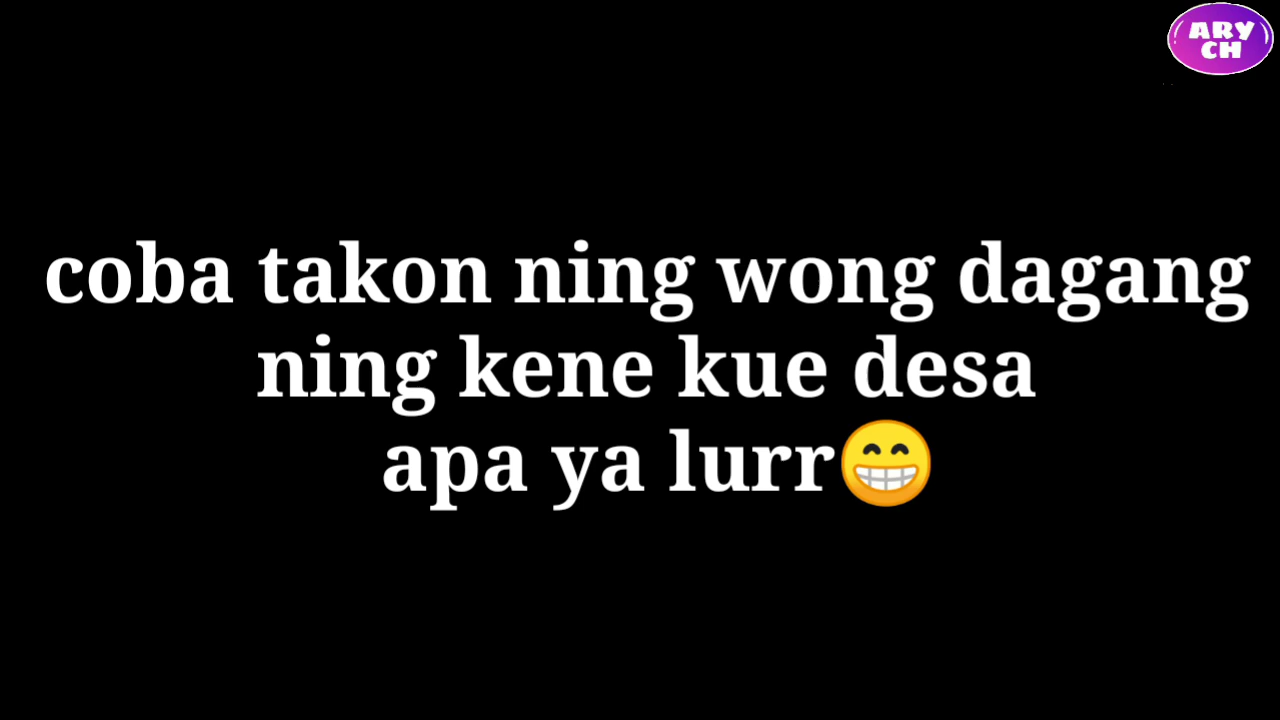 ARY
CH
coba takon ning wong dagang
ning kene kue desa
apa ya lurr😁